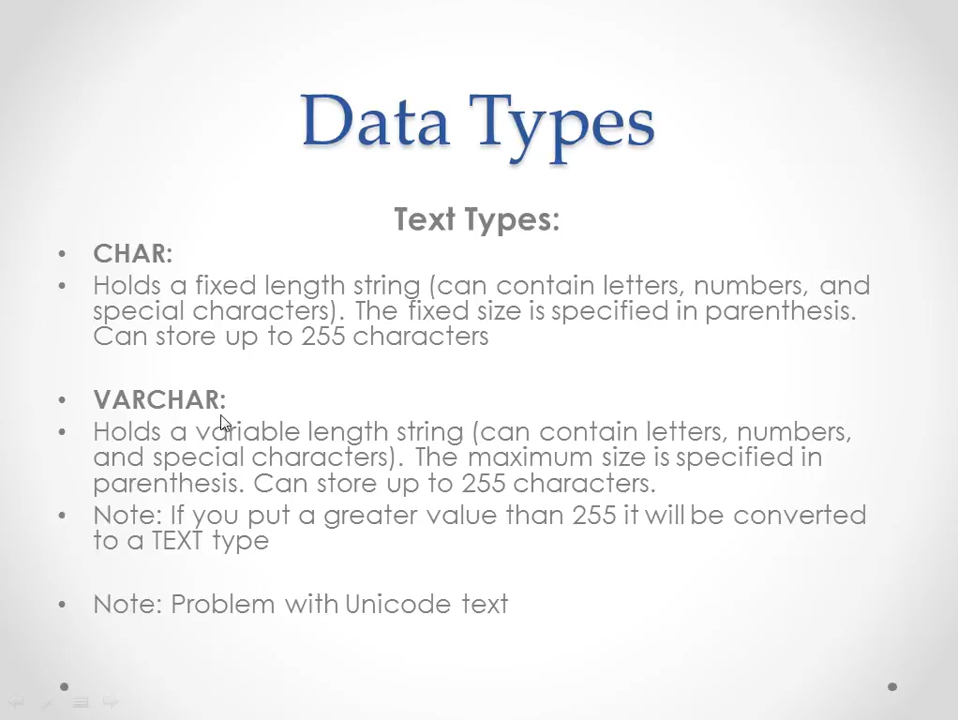 Data Types
Text Types:
• CHAR:
• Holds a fixed length string (can contain letters, numbers, and
special characters). The fixed size is specified in parenthesis.
Can store up to 255 characters
• VARCHAR:
• Holds a variable length string (can contain letters, numbers,
and special characters). The maximum size is specified in
parenthesis. Can store up to 255 characters.
• Note: If you put a greater value than 255 it will be converted
to a TEXT type
• Note: Problem with Unicode text